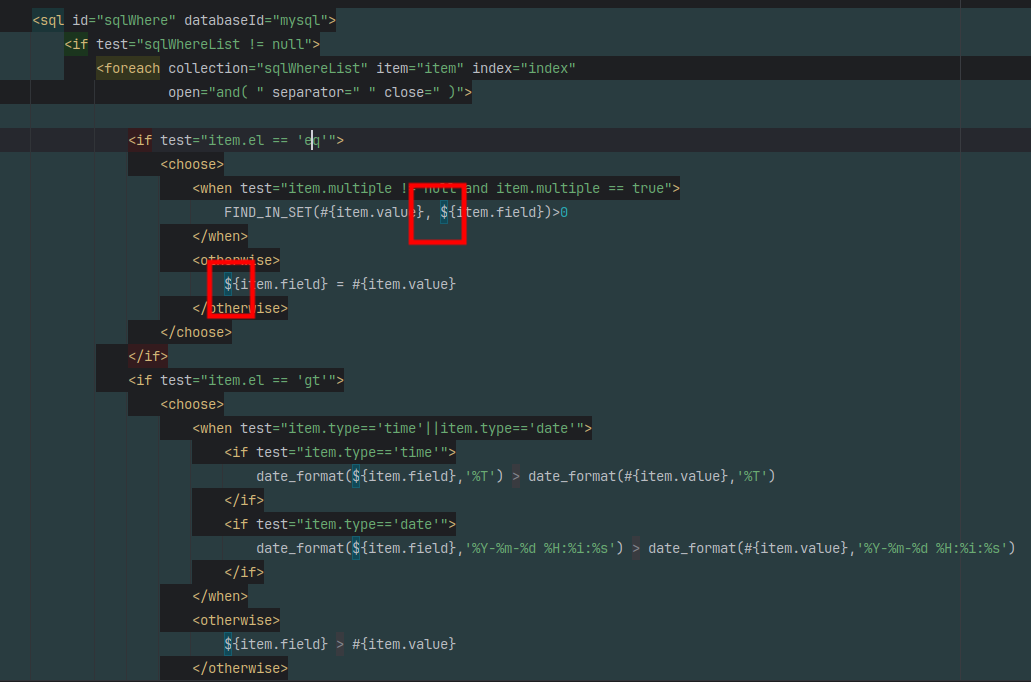 <sql id="sqlWhere" databaseId="mysql">
<if test="sqlWhereList != null">
<foreach collection="sqlWhereList" item="item" index="index"
open="and( " separator=" " close=" )">
<if test="item.el == 'eq'">
<choose>
<when test="item.multiple != null and item.multiple == true">
FIND_IN_SET(#{item.value}, ${item.field})>0
</when>
<otherwise>
${item.field} = #{item.value}
</otherwise>
</choose>
</if>
<if test="item.el == 'gt'">
<choose>
<when test="item.type=='time'||item.type=='date'">
<if test="item.type=='time'">
date_format(${item.field},'%T') > date_format(#{item.value},'%T')
</if>
<if test="item.type=='date'">
date_format(${item.field},'%Y-%m-%d %H:%i:%s') > date_format(#{item.value},'%Y-%m-%d %H:%i:%s')
</if>
</when>
<otherwise>
${item.field} > #{item.value}
</otherwise>